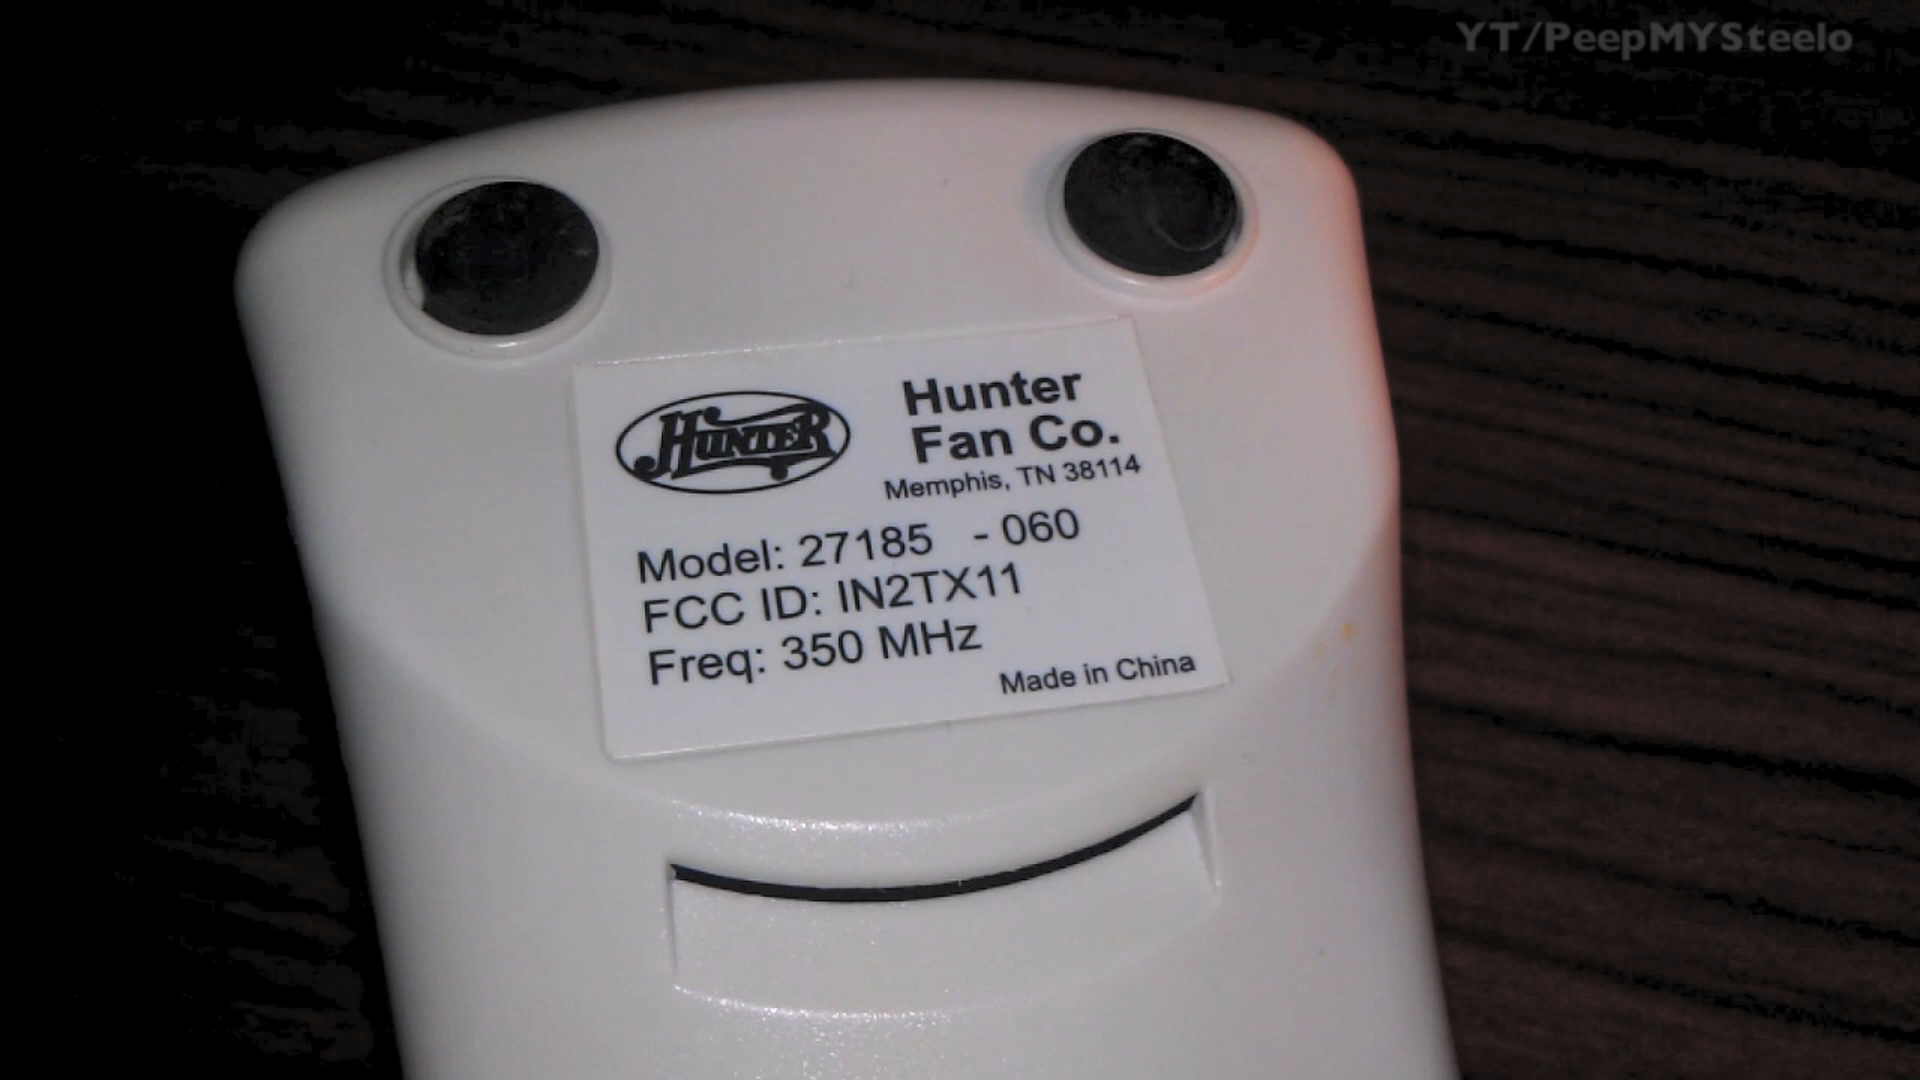 YT/PeepMYSteelo
HUNTER
Hunter
Fan Co.
Memphis, TN 38114
Model: 27185 - 060
FCC ID: IN2TX11
Freq: 350 MHz
Made in China